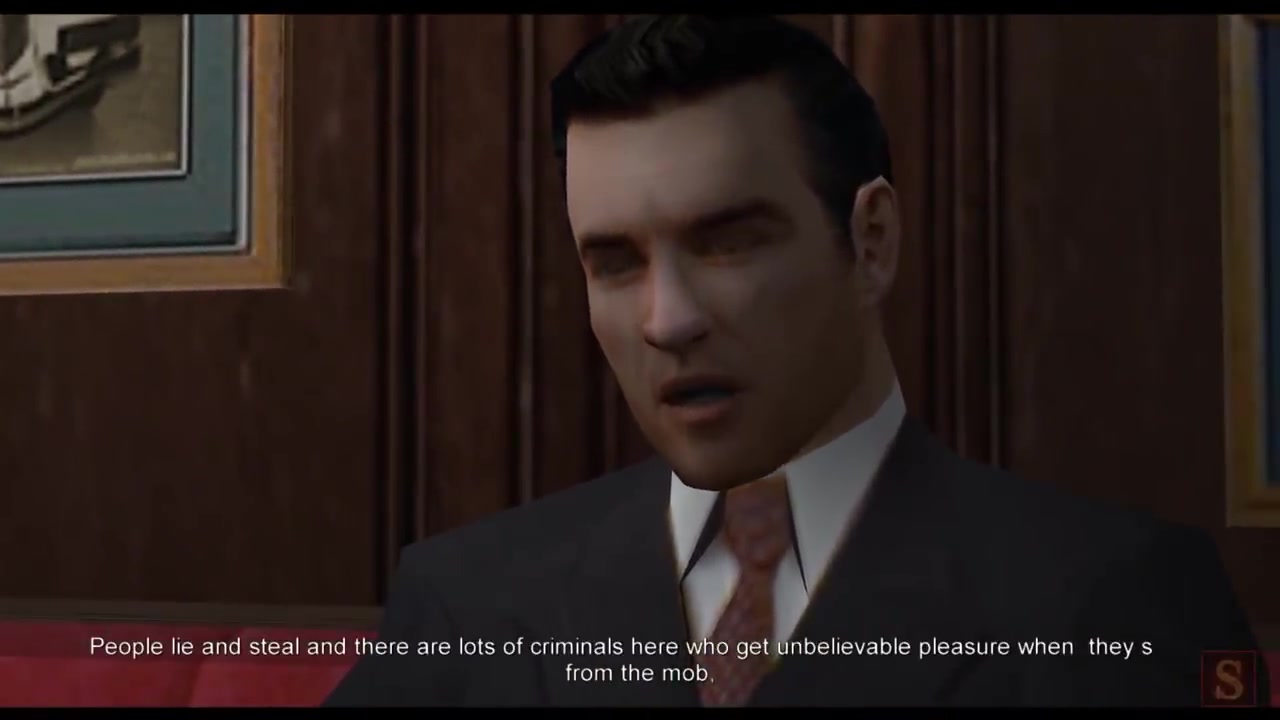 People lie and steal and there are lots of criminals here who get unbelievable pleasure when  they s
from the mob,
S